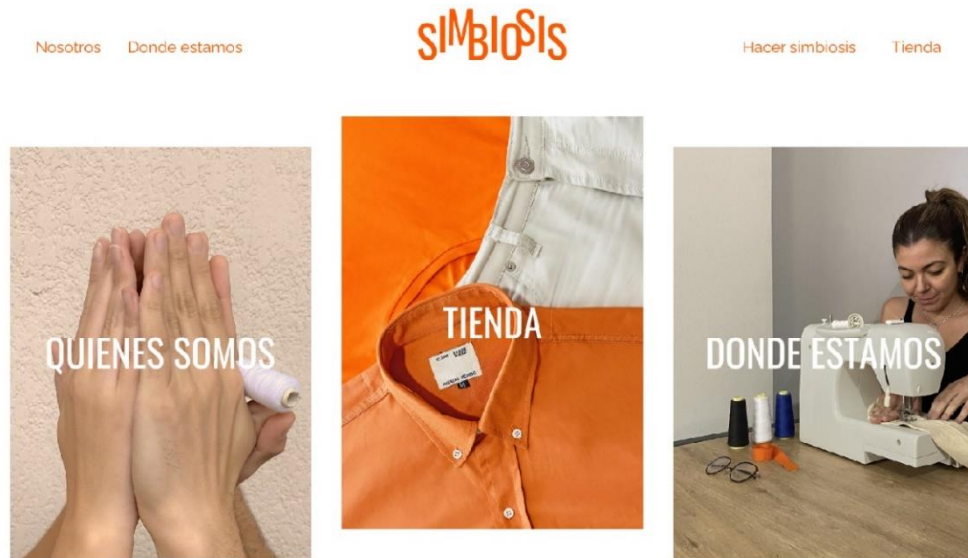 SIMBIOSIS
Nosotros Donde estamos
Hacer simbiosis Tienda
QUIENES SOMOS
TIENDA
DONDE ESTAMOS